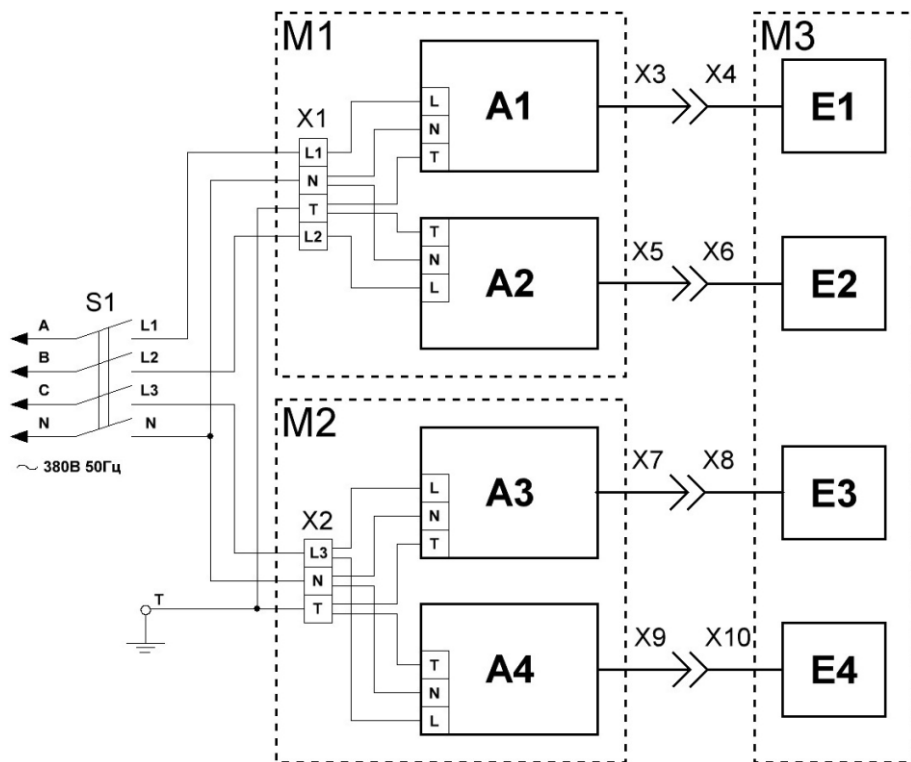 M1
M3
A1
X3 X4
E1
L
N
T
X1
L1
N
T
L2
A2
X5 X6
E2
T
N
L
S1
A
L1
B
L2
C
L3
N
N
~ 380В 50Гц
M2
A3
X7 X8
E3
L
N
T
X2
L3
N
T
T
A4
X9 X10
E4
T
N
L